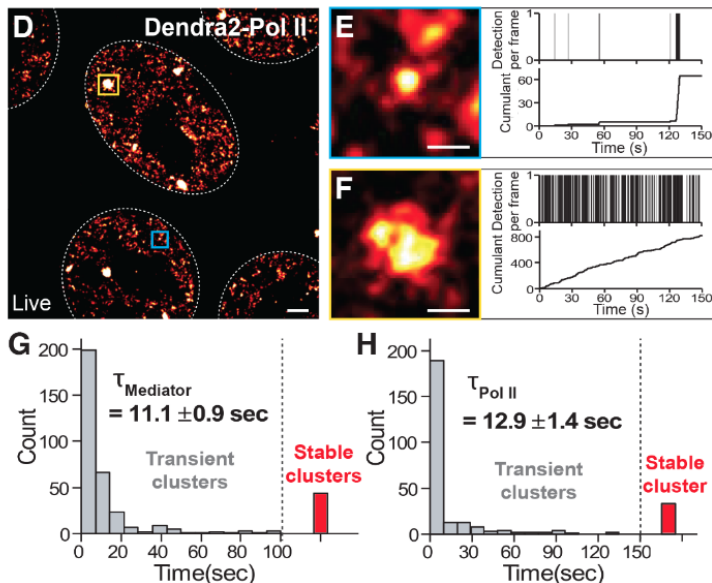 D
Dendra2-Pol II
Live
E
Detection
per frame
1
0
Cumulant
60
30
0
0 30 60 90 120 150
Time (s)
F
Detection
per frame
1
0
Cumulant
800
400
0
0 30 60 90 120 150
Time (s)
G
Count
200
150
100
50
0
τMediator
= 11.1 ±0.9 sec
Transient
clusters
Stable
clusters
0 20 40 60 80 100
Time(sec)
H
Count
200
150
100
50
0
τPol II
= 12.9 ±1.4 sec
Transient
clusters
Stable
cluster
0 30 60 90 120 150
Time(sec)